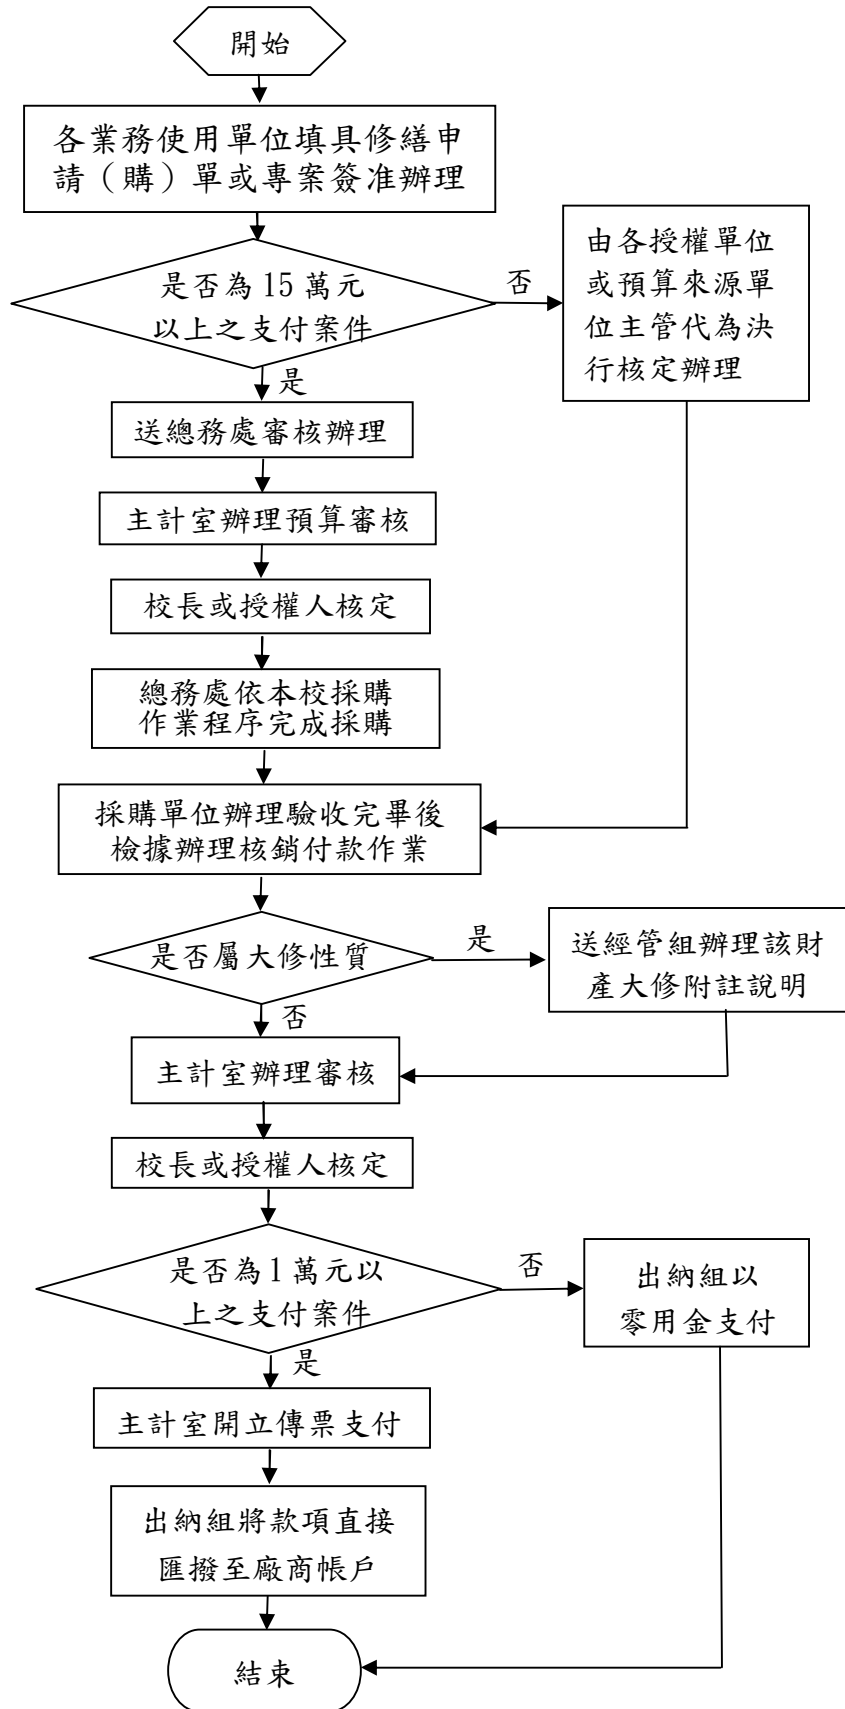 開始
各業務使用單位填具修繕申
請（購）單或專案簽准辦理
是否為15萬元
以上之支付案件
否
由各授權單位
或預算來源單
位主管代為決
行核定辦理
是
送總務處審核辦理
主計室辦理預算審核
校長或授權人核定
總務處依本校採購
作業程序完成採購
採購單位辦理驗收完畢後
檢據辦理核銷付款作業
是否屬大修性質
是
送經管組辦理該財
產大修附註說明
否
主計室辦理審核
校長或授權人核定
是否為1萬元以
上之支付案件
否
出納組以
零用金支付
是
主計室開立傳票支付
出納組將款項直接
匯撥至廠商帳戶
結束